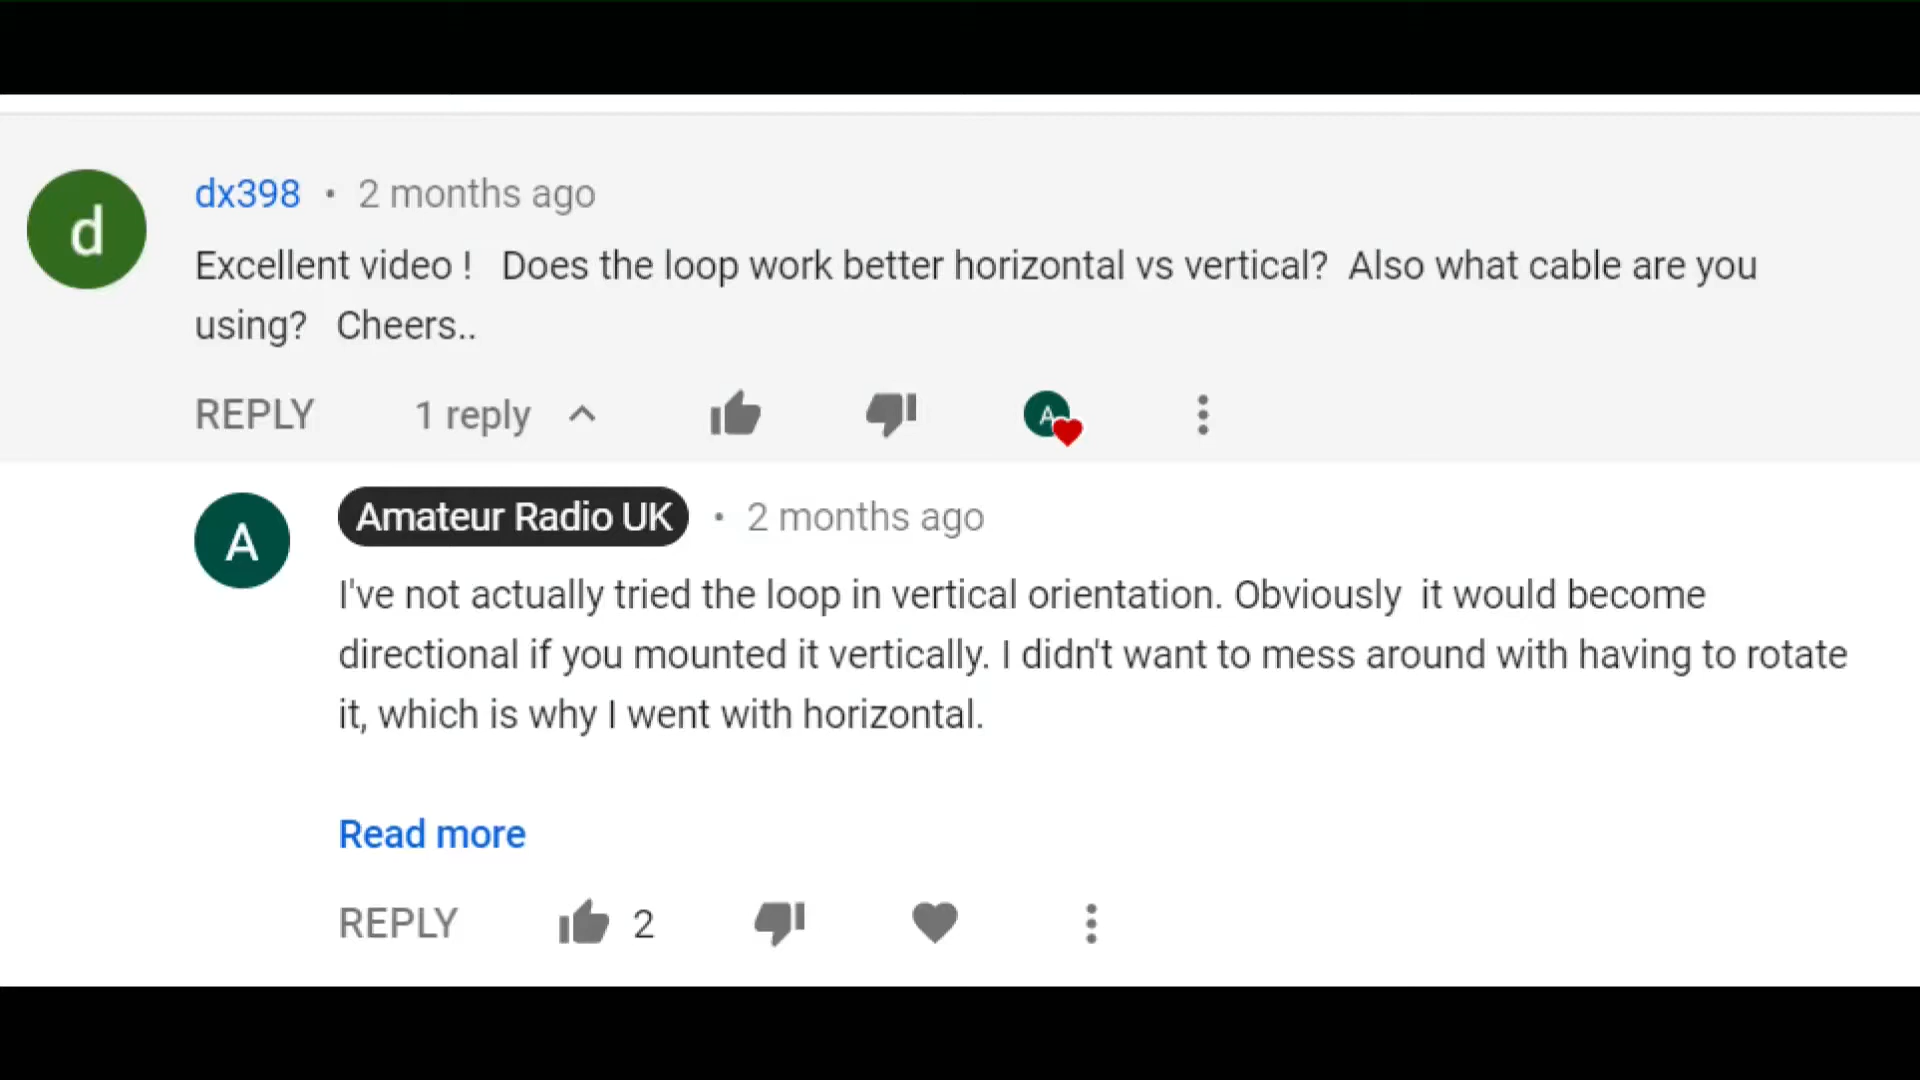 d
dx398 • 2 months ago
Excellent video !   Does the loop work better horizontal vs vertical?  Also what cable are you
using?   Cheers..
REPLY 1 reply
A
A
Amateur Radio UK • 2 months ago
I've not actually tried the loop in vertical orientation. Obviously  it would become
directional if you mounted it vertically. I didn't want to mess around with having to rotate
it, which is why I went with horizontal.
Read more
REPLY 2